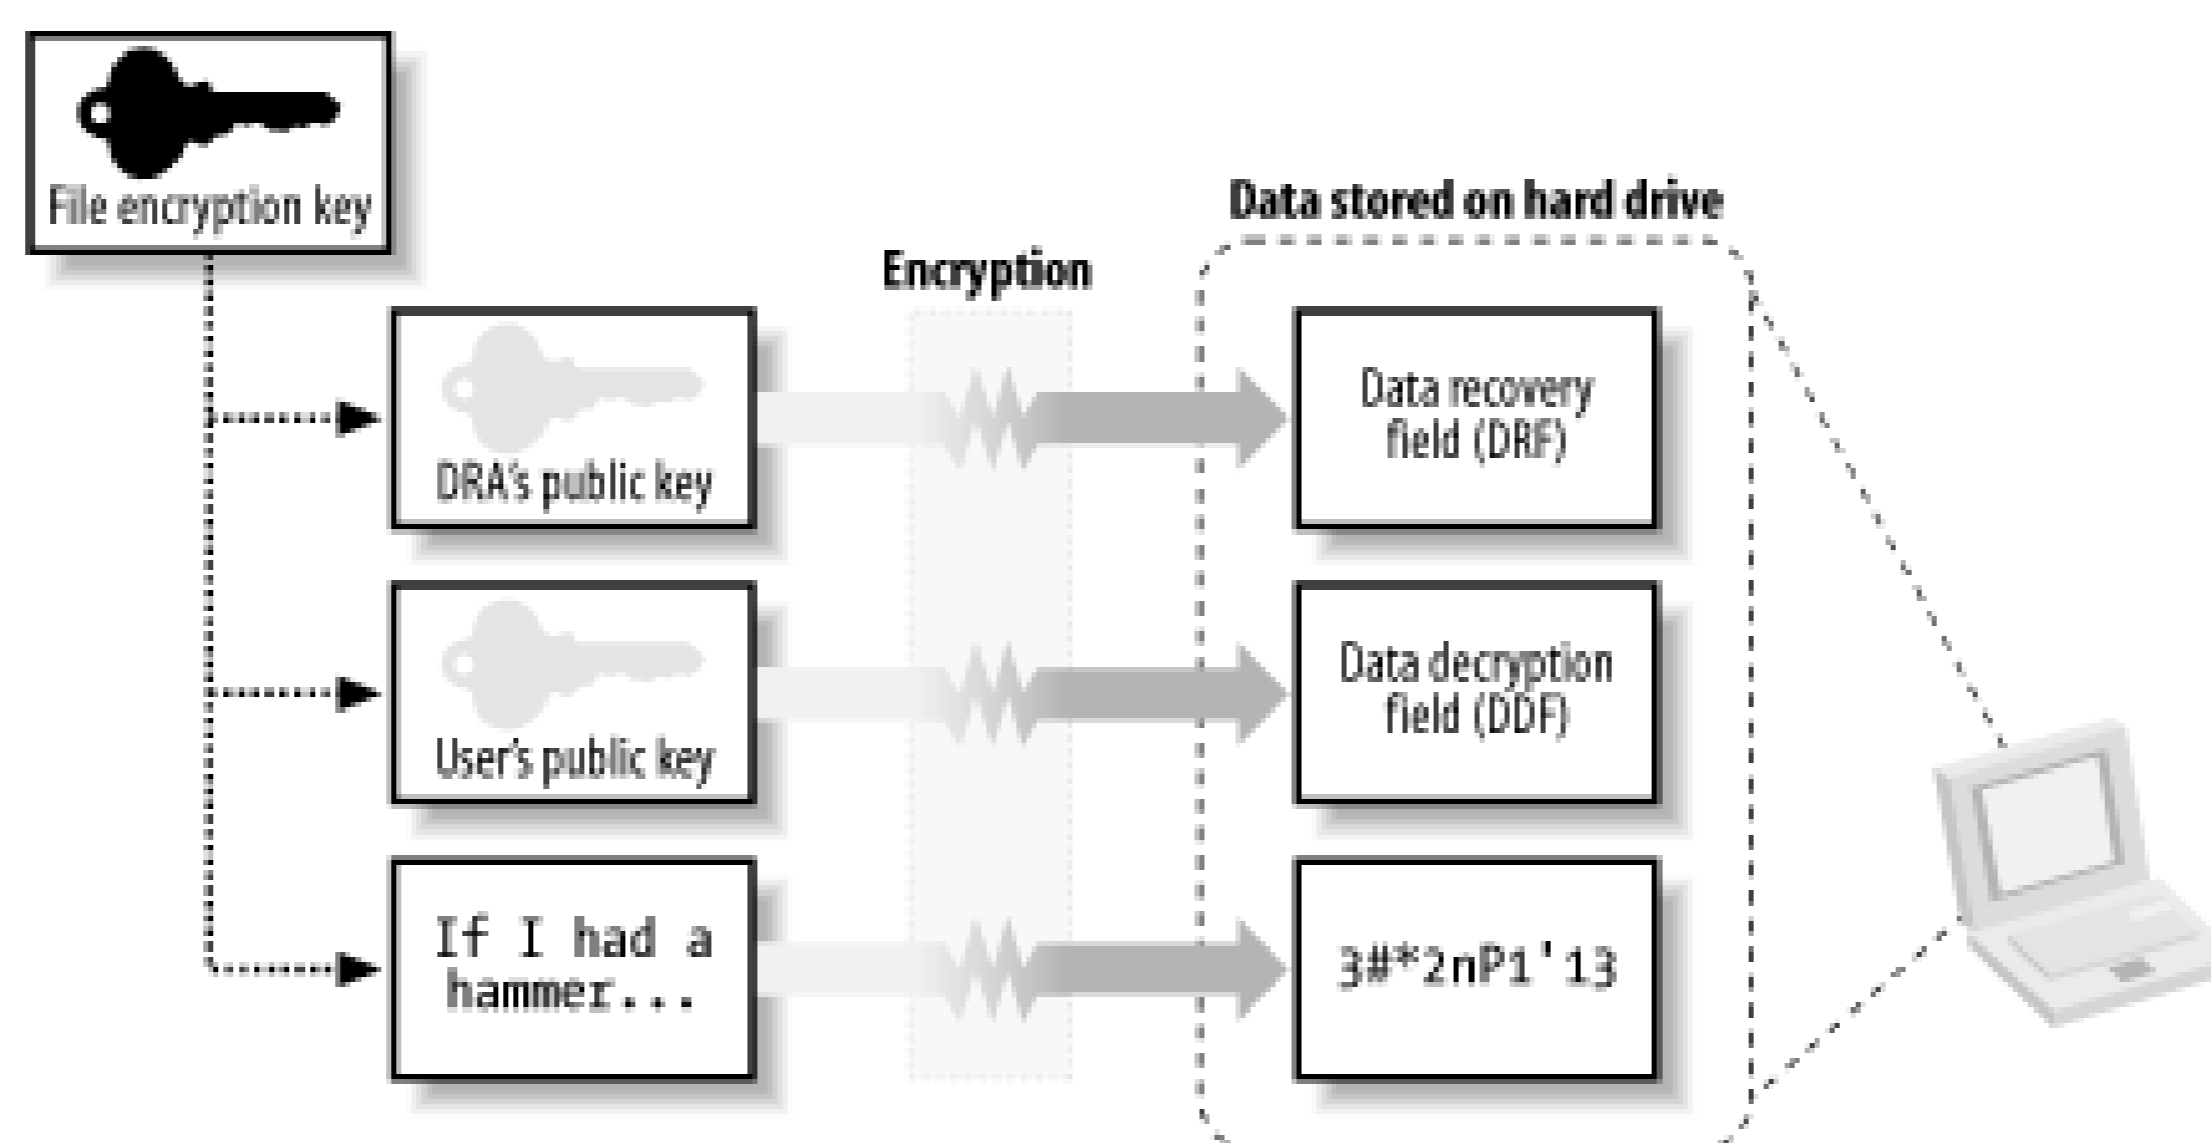 File encryption key
Data stored on hard drive
Encryption
DRA's public key
Data recovery
field (DRF)
User's public key
Data decryption
field (DDF)
If I had a
hammer...
3#*2nP1'13